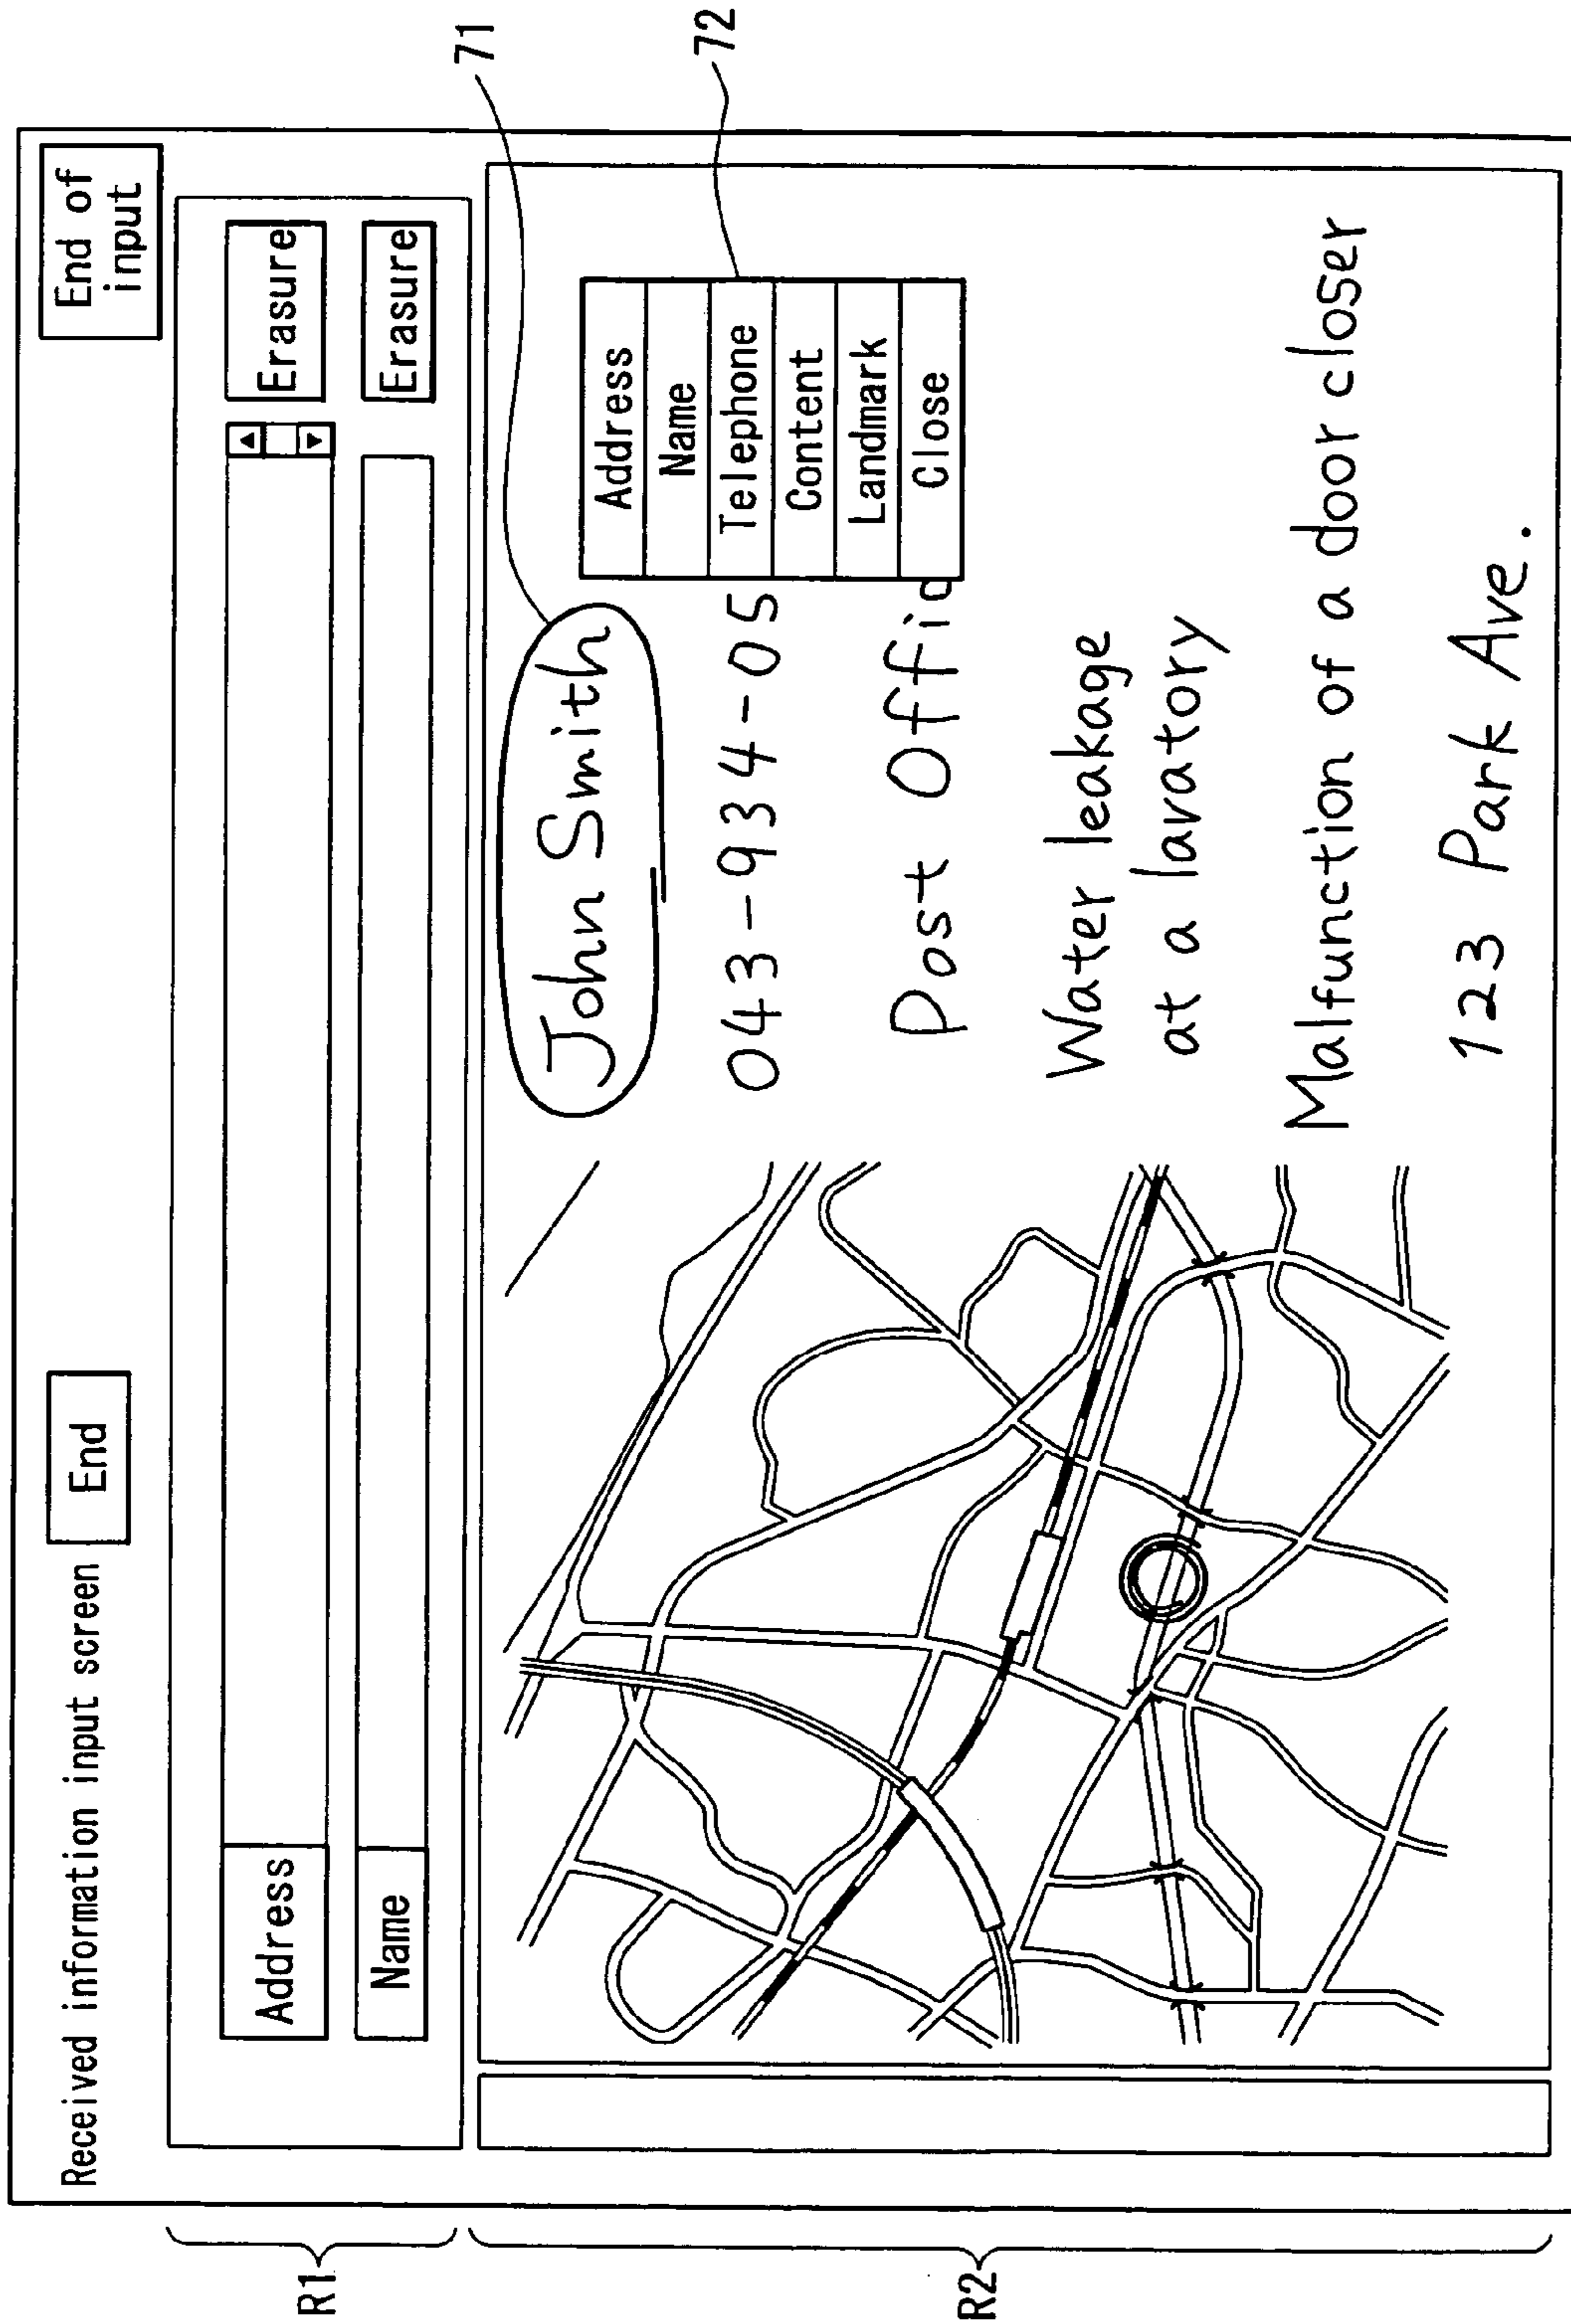 Received information input screen
End
End of
input
Address
Erasure
Name
Erasure
R1
71
John Smith
72
Address
Name
Telephone
Content
Landmark
Close
043-934-05
Post Offic
Water leakage
at a lavatory
Malfunction of a door closer
123 Park Ave.
R2